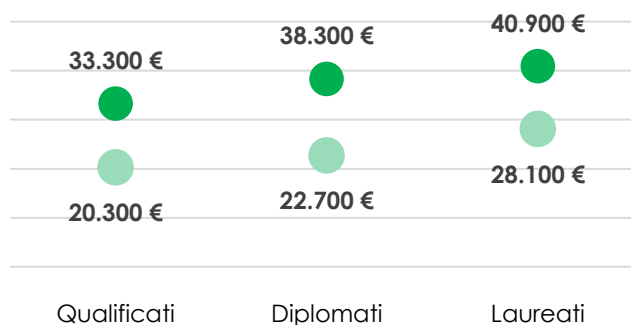 40.900 €
38.300 €
33.300 €
28.100 €
22.700 €
20.300 €
Qualificati
Diplomati
Laureati